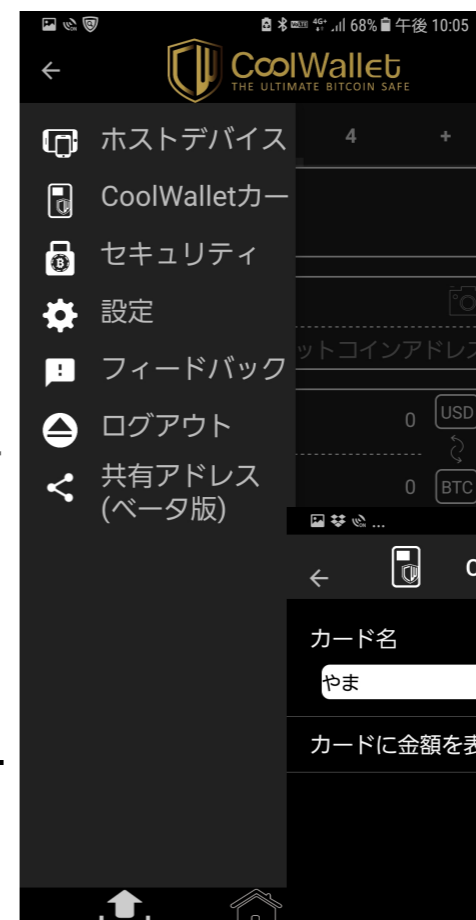 68% 午後 10:05
CoolWallet
THE ULTIMATE BITCOIN SAFE
ホストデバイス
4 +
CoolWalletカー
セキュリティ
設定
ットコインアドレス
フィードバック
0 USD
ログアウト
0 BTC
共有アドレス
(ベータ版)
...
カード名
やま
カードに金額を表